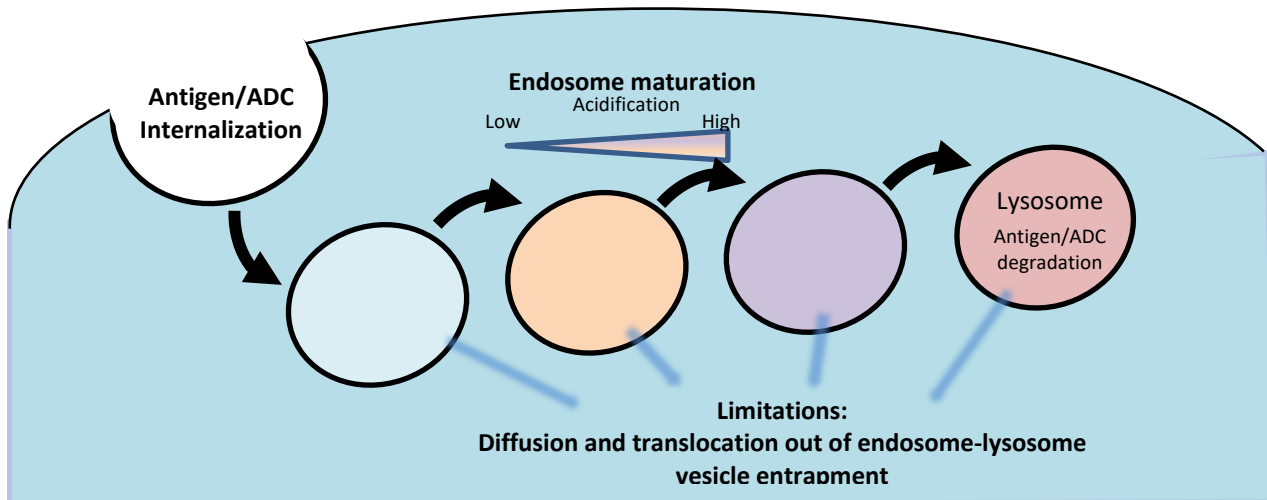 Antigen/ADC
Internalization
Endosome maturation
Acidification
Low
High
Lysosome
Antigen/ADC
degradation
Limitations:
Diffusion and translocation out of endosome-lysosome
vesicle entrapment